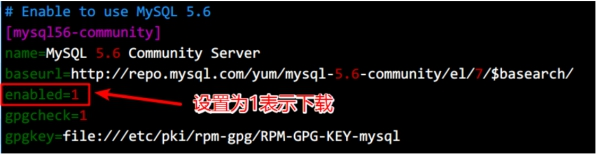 # Enable to use MySQL 5.6
[mysql56-community]
name=MySQL 5.6 Community Server
baseurl=http://repo.mysql.com/yum/mysql-5.6-community/el/7/$basearch/
enabled=1
设置为1表示下载
gpgcheck=1
gpgkey=file:///etc/pki/rpm-gpg/RPM-GPG-KEY-mysql